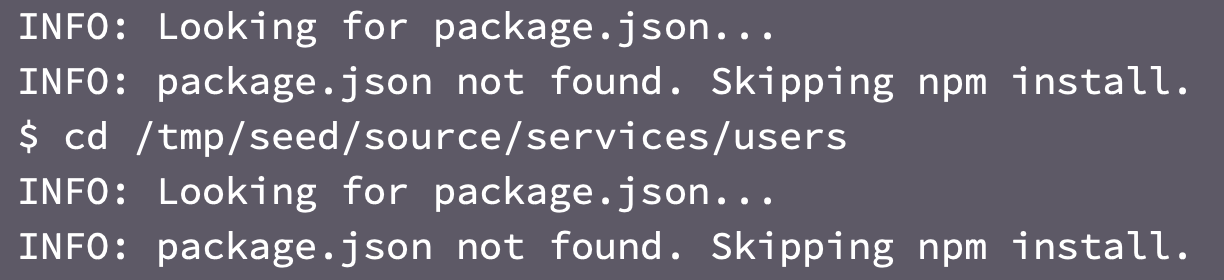 INFO: Looking for package.json...
INFO: package.json not found. Skipping npm install.
$ cd /tmp/seed/source/services/users
INFO: Looking for package.json...
INFO: package.json not found. Skipping npm install.